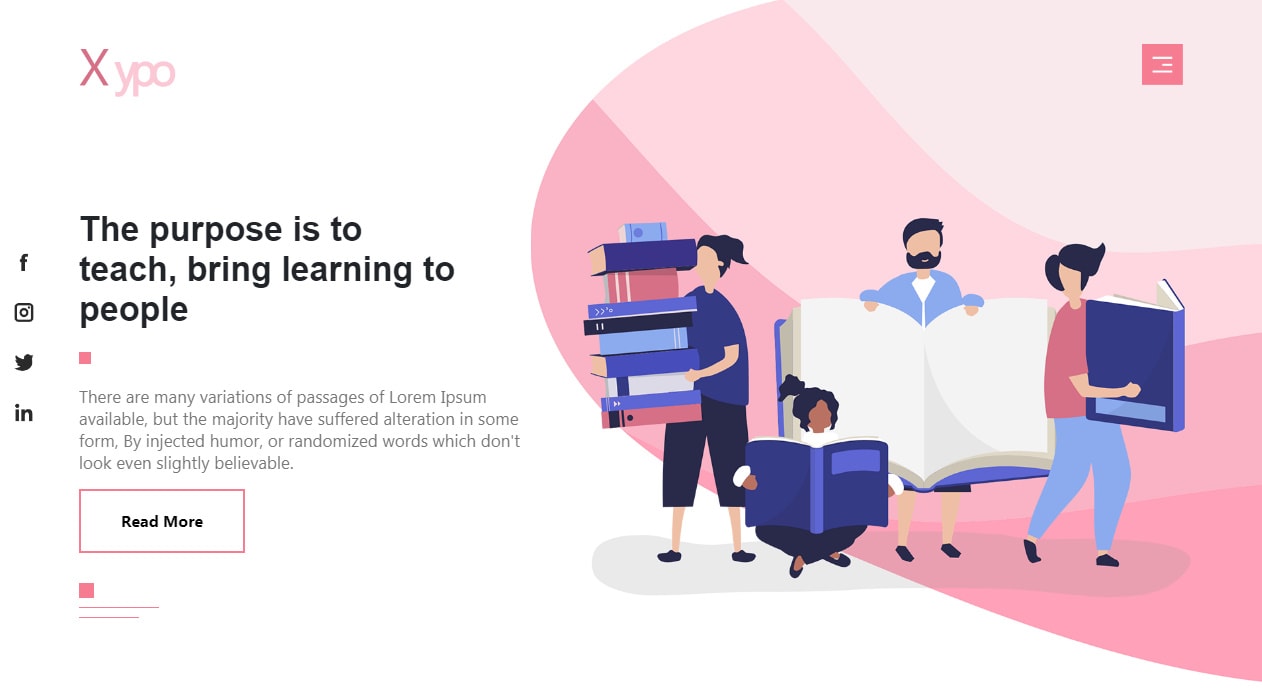 Xypo
The purpose is to
teach, bring learning to
people
There are many variations of passages of Lorem Ipsum
available, but the majority have suffered alteration in some
form, By injected humor, or randomized words which don't
look even slightly believable.
Read More